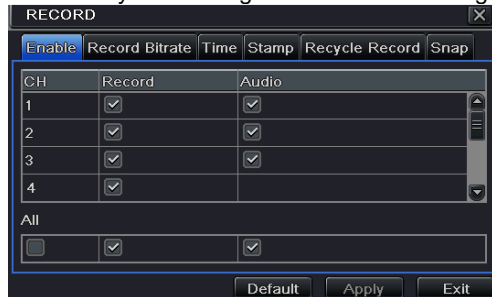 RECORD
Enable Record Bitrate Time Stamp Recycle Record Snap
CH Record Audio
1
2
3
4
All
Default Apply Exit